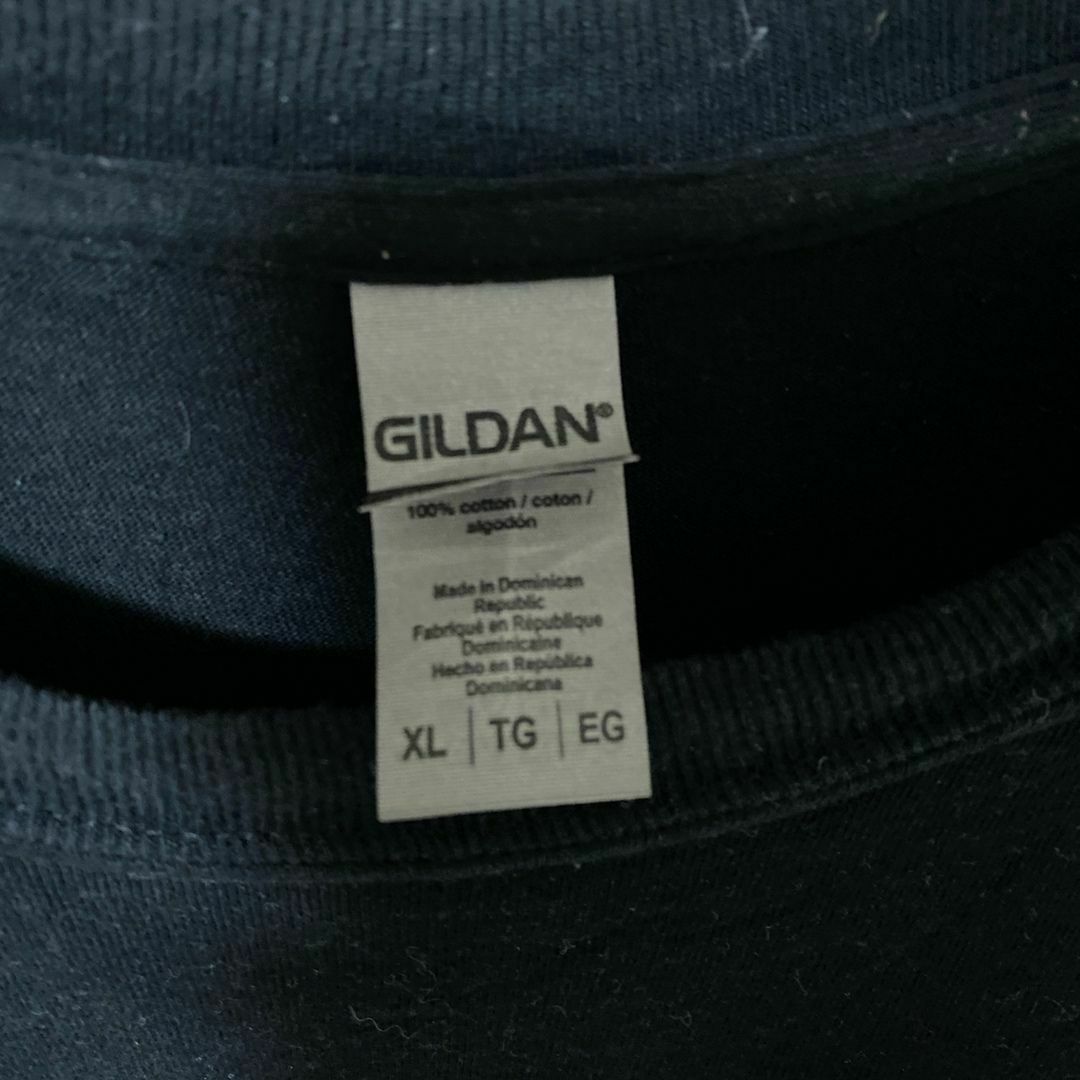 GILDAN®
100% cotton / coton /
algodón
Made in Dominican
Republic
Fabriqué en République
Dominicaine
Hecho en República
Dominicana
XL | TG | EG